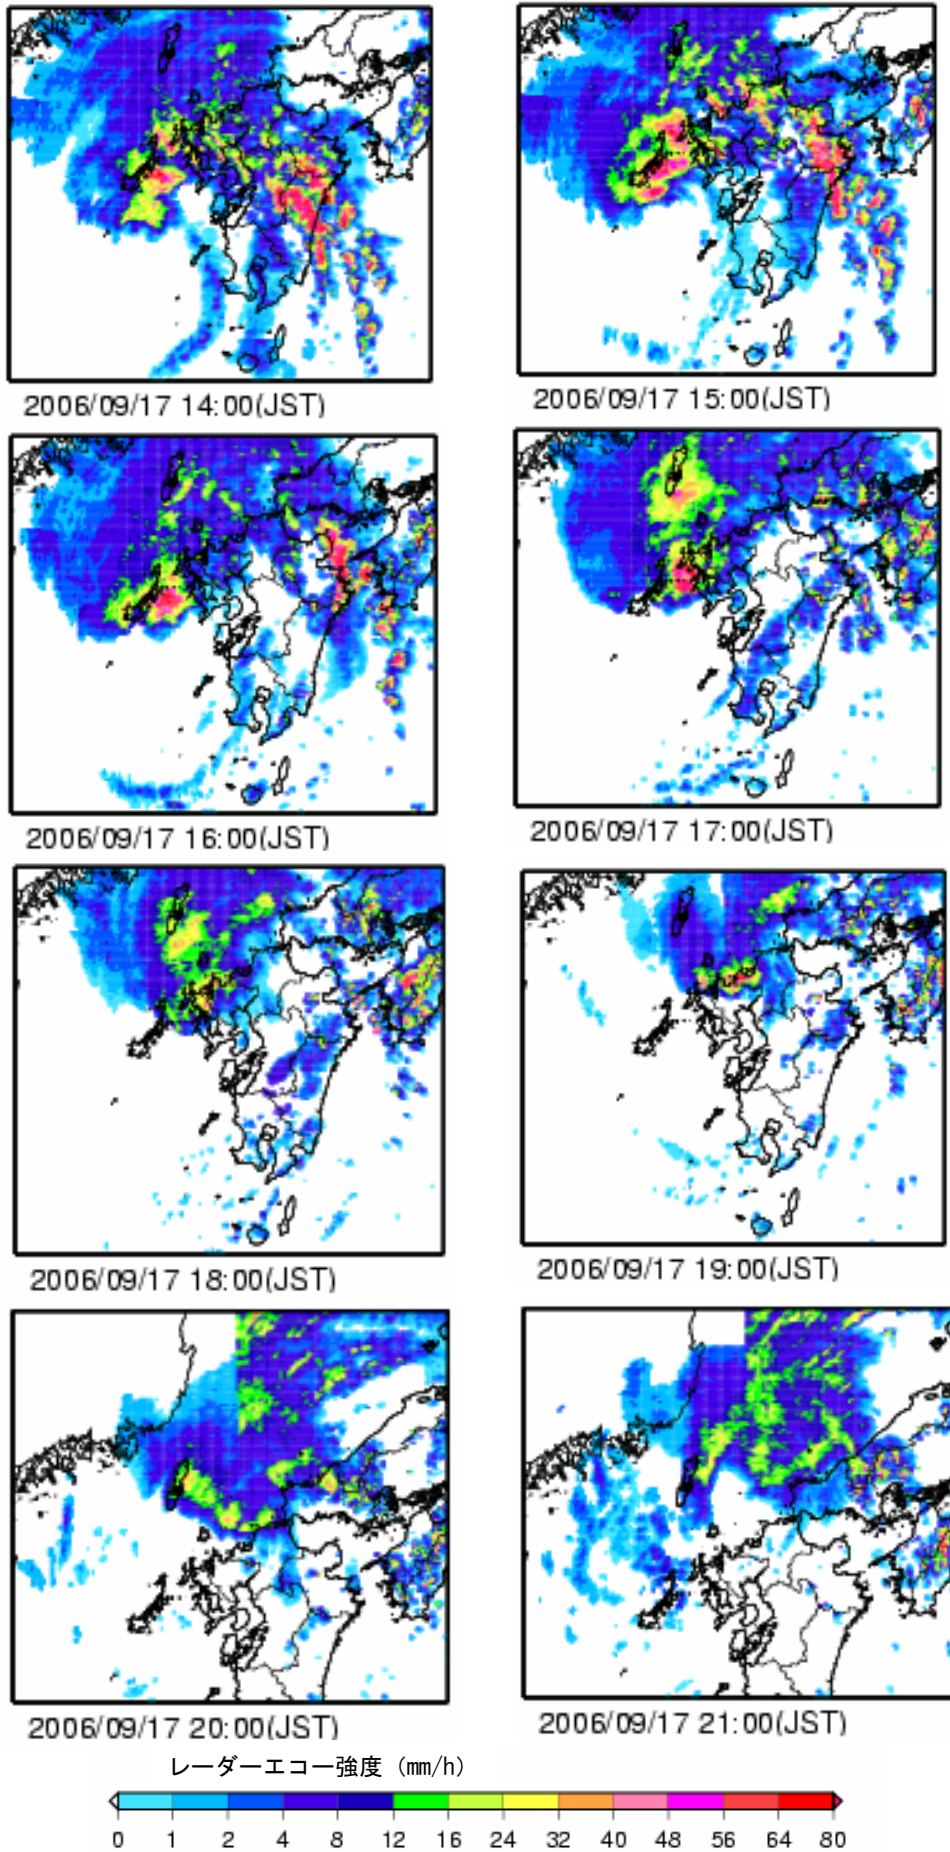 2006/09/17 14:00(JST)
2006/09/17 15:00(JST)
2006/09/17 16:00(JST)
2006/09/17 17:00(JST)
2006/09/17 18:00(JST)
2006/09/17 19:00(JST)
2006/09/17 20:00(JST)
2006/09/17 21:00(JST)
レーダーエコー強度 (mm/h)
0 1 2 4 8 12 16 24 32 40 48 56 64 80